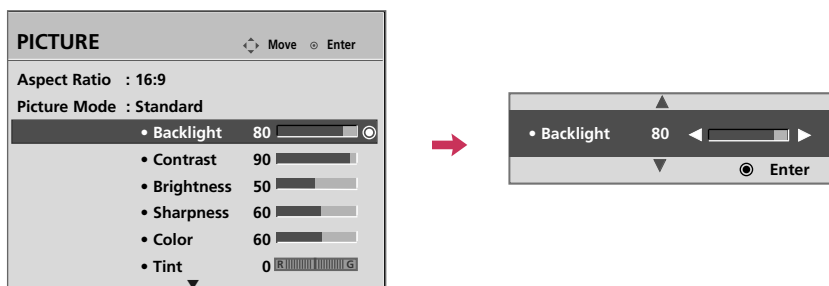 PICTURE
Move Enter
Aspect Ratio : 16:9
Picture Mode : Standard
• Backlight 80
• Contrast 90
• Brightness 50
• Sharpness 60
• Color 60
• Tint 0 R G
• Backlight 80
Enter